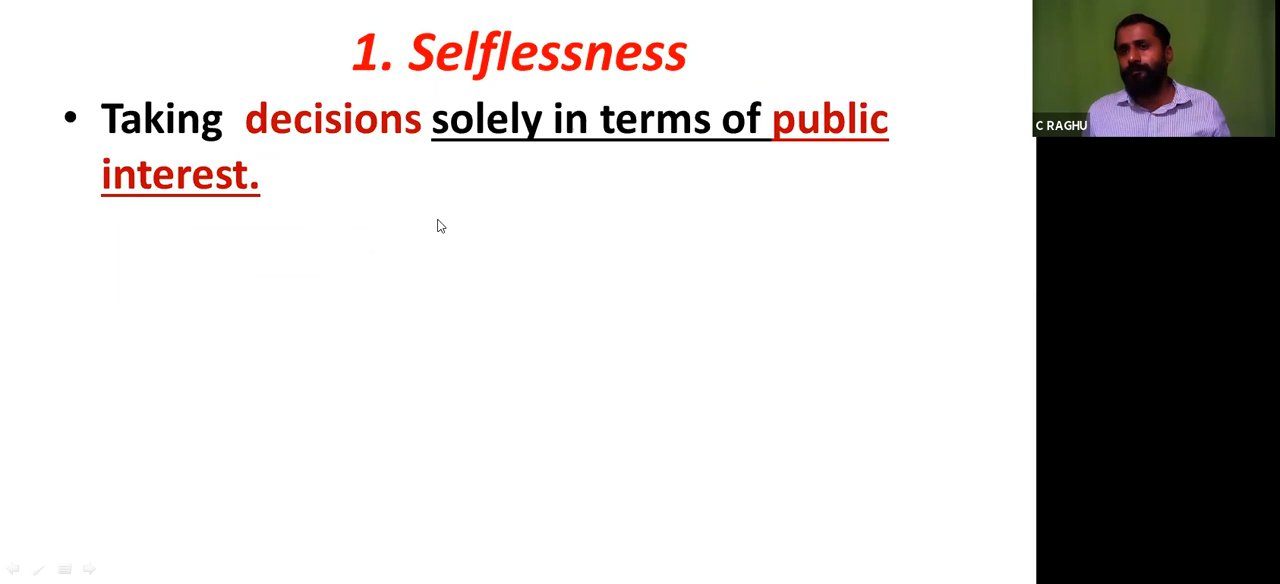 1. Selflessness
• Taking decisions solely in terms of public
interest.
C RAGHU